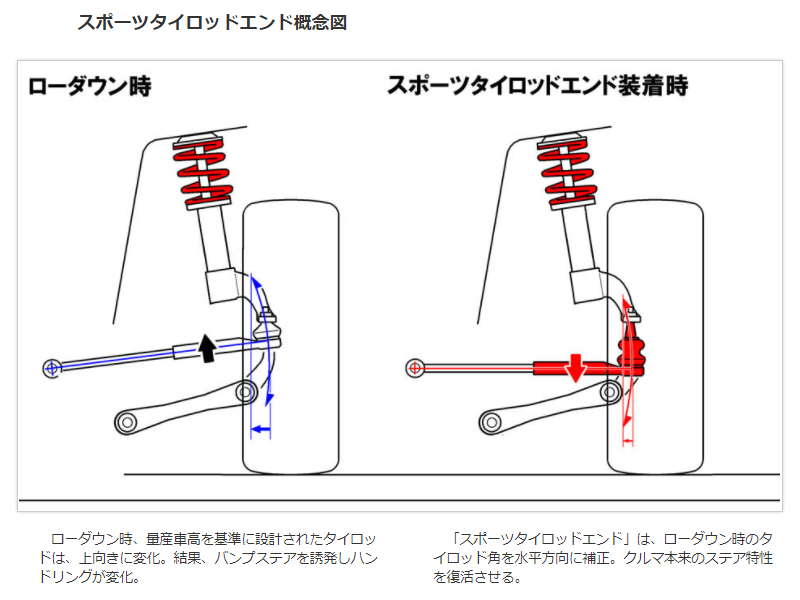 スポーツタイロッドエンド概念図
ローダウン時
スポーツタイロッドエンド装着時
ローダウン時、量産車高を基準に設計されたタイロッ
ドは、上向きに変化。結果、バンプステアを誘発しハン
ドリングが変化。
「スポーツタイロッドエンド」は、ローダウン時のタ
イロッド角を水平方向に補正。クルマ本来のステア特性
を復活させる。